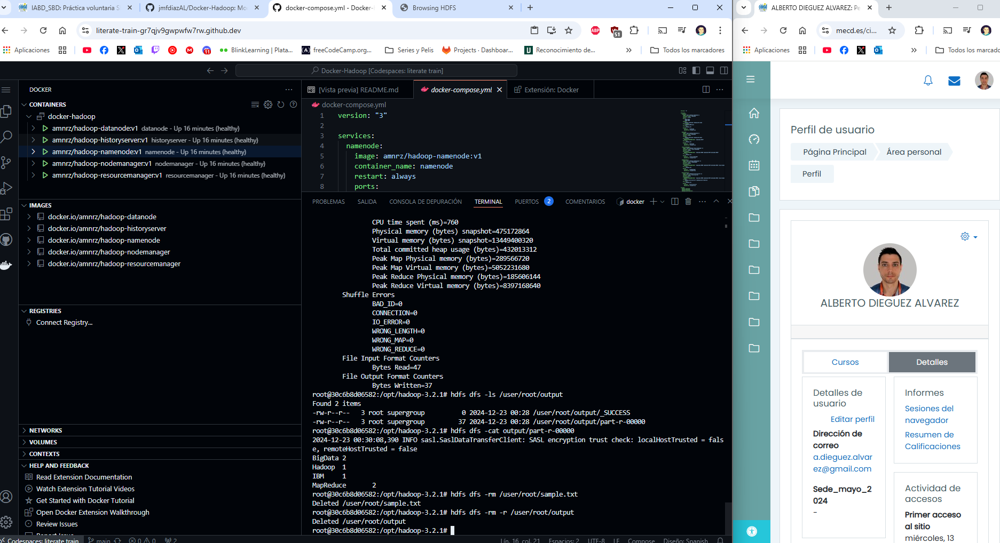 IABD_SBD: Práctica voluntaria S
jmfdiazAL/Docker-Hadoop: Mo
docker-compose.yml - Docker-H
Browsing HDFS
literate-train-gr7qjv9gwpwfw7rw.github.dev
ABP
51
Aplicaciones
BlinkLearning | Plata...
freeCodeCamp.org...
Series y Pelis
Projects · Dashboar...
Reconocimiento de...
Todos los marcadores
Docker-Hadoop [Codespaces: literate train]
DOCKER
CONTAINERS
docker-hadoop
amnrz/hadoop-datanode:v1 datanode - Up 16 minutes (healthy)
amnrz/hadoop-historyserver:v1 historyserver - Up 16 minutes (healthy)
amnrz/hadoop-namenode:v1 namenode - Up 16 minutes (healthy)
amnrz/hadoop-nodemanager:v1 nodemanager - Up 16 minutes (healthy)
amnrz/hadoop-resourcemanager:v1 resourcemanager - Up 16 minutes (healthy)
IMAGES
docker.io/amnrz/hadoop-datanode
docker.io/amnrz/hadoop-historyserver
docker.io/amnrz/hadoop-namenode
docker.io/amnrz/hadoop-nodemanager
docker.io/amnrz/hadoop-resourcemanager
REGISTRIES
Connect Registry...
NETWORKS
VOLUMES
CONTEXTS
HELP AND FEEDBACK
Read Extension Documentation
Watch Extension Tutorial Videos
Get Started with Docker Tutorial
Open Docker Extension Walkthrough
Review Issues
Report Issue
[Vista previa] README.md
docker-compose.yml
Extensión: Docker
docker-compose.yml
1 version: "3"
2
3 services:
4 namenode:
5 image: amnrz/hadoop-namenode:v1
6 container_name: namenode
7 restart: always
8 ports:
PROBLEMAS
SALIDA
CONSOLA DE DEPURACIÓN
TERMINAL
PUERTOS 2
COMENTARIOS
docker
CPU time spent (ms)=760
Physical memory (bytes) snapshot=475172864
Virtual memory (bytes) snapshot=13449400320
Total committed heap usage (bytes)=432013312
Peak Map Physical memory (bytes)=289566720
Peak Map Virtual memory (bytes)=5052231680
Peak Reduce Physical memory (bytes)=185606144
Peak Reduce Virtual memory (bytes)=8397168640
Shuffle Errors
BAD_ID=0
CONNECTION=0
IO_ERROR=0
WRONG_LENGTH=0
WRONG_MAP=0
WRONG_REDUCE=0
File Input Format Counters
Bytes Read=47
File Output Format Counters
Bytes Written=37
root@30c6b8d06582:/opt/hadoop-3.2.1# hdfs dfs -ls /user/root/output
Found 2 items
-rw-r--r-- 3 root supergroup 0 2024-12-23 00:28 /user/root/output/_SUCCESS
-rw-r--r-- 3 root supergroup 37 2024-12-23 00:28 /user/root/output/part-r-00000
root@30c6b8d06582:/opt/hadoop-3.2.1# hdfs dfs -cat output/part-r-00000
2024-12-23 00:30:08,390 INFO sasl.SaslDataTransferClient: SASL encryption trust check: localHostTrusted = fals
e, remoteHostTrusted = false
BigData 2
Hadoop 1
IBM 1
MapReduce 2
root@30c6b8d06582:/opt/hadoop-3.2.1# hdfs dfs -rm /user/root/sample.txt
Deleted /user/root/sample.txt
root@30c6b8d06582:/opt/hadoop-3.2.1# hdfs dfs -rm -r /user/root/output
Deleted /user/root/output
root@30c6b8d06582:/opt/hadoop-3.2.1#
Codespaces: literate train
main
0 0
2
Lín. 16, col. 21
Espacios: 2
UTF-8
LF
Compose
Diseño: Spanish
ALBERTO DIEGUEZ ALVAREZ: Pe
mecd.es/ci...
Aplicaciones
Todos los marcado
Perfil de usuario
Página Principal
Área personal
Perfil
ALBERTO DIEGUEZ ALVAREZ
Cursos
Detalles
Detalles de
usuario
Editar perfil
Dirección de
correo
a.dieguez.alvar
ez@gmail.com
Sede_mayo_2
024
-
Informes
Sesiones del
navegador
Resumen de
Calificaciones
Actividad de
accesos
Primer acceso
al sitio
miércoles, 13